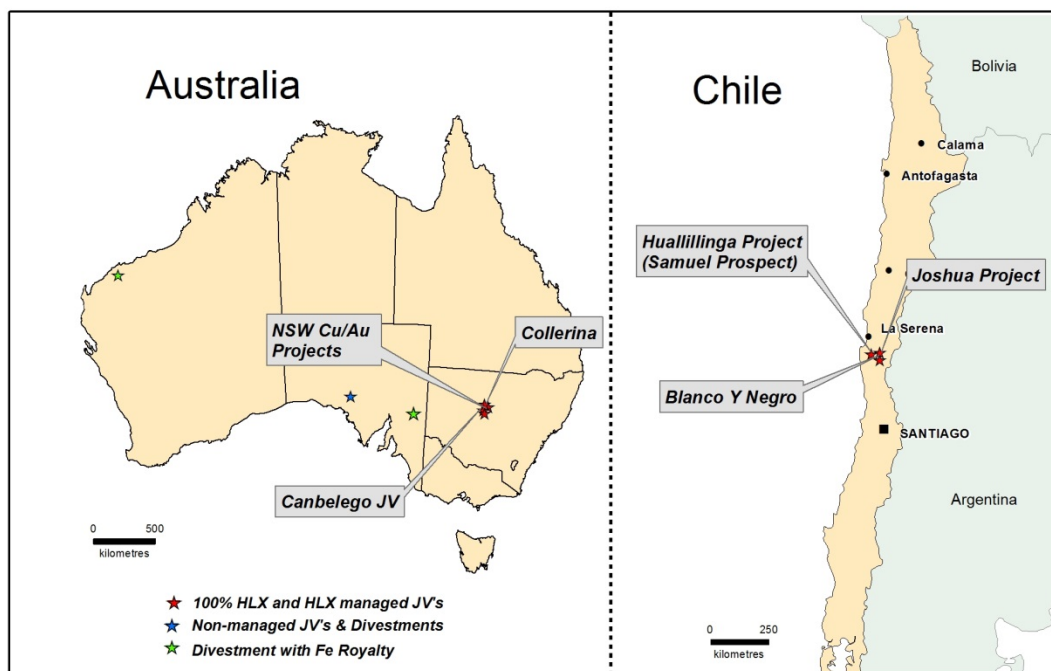 Australia
NSW Cu/Au
Projects
Collerina
Canbelego JV
0 500
kilometres
100% HLX and HLX managed JV's
Non-managed JV's & Divestments
Divestment with Fe Royalty
Chile
Bolivia
Calama
Antofagasta
Huallillinga Project
(Samuel Prospect)
Joshua Project
La Serena
Blanco Y Negro
SANTIAGO
Argentina
0 250
kilometres